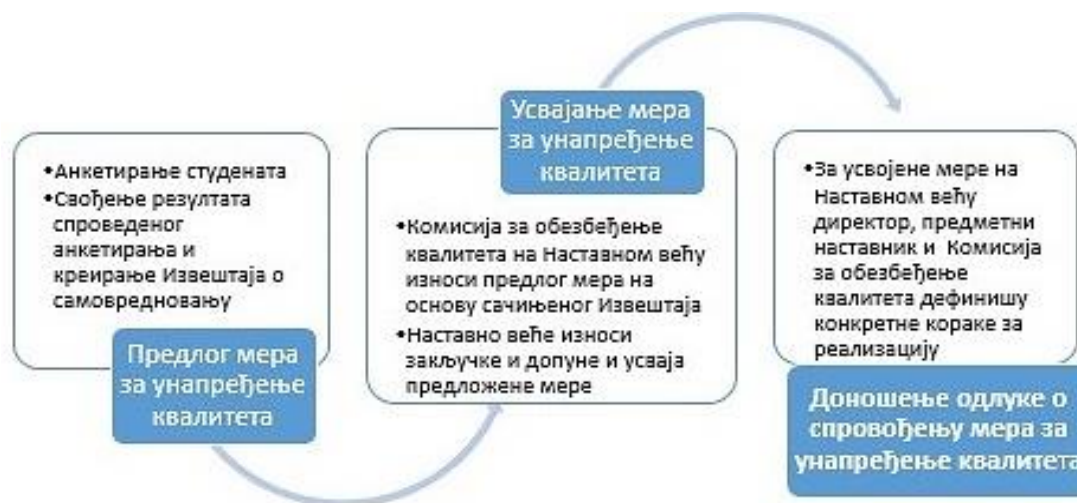 •Анкетирање студената
•Свођење резултата
спроведеног
анкетирања и
креирање Извештаја о
самовредновању
Предлог мера
за унапређење
квалитета
Усвајање мера
за унапређење
квалитета
•Комисија за обезбеђење
квалитета на Наставном већу
износи предлог мера на
основу сачињеног Извештаја
•Наставно веће износи
закључке и допуне и усваја
предложене мере
•За усвојене мере на
Наставном већу
директор, предметни
наставник и Комисија
за обезбеђење
квалитета дефинишу
конкретне кораке за
реализацију
Доношење одлуке о
спровођењу мера за
унапређење квалитета